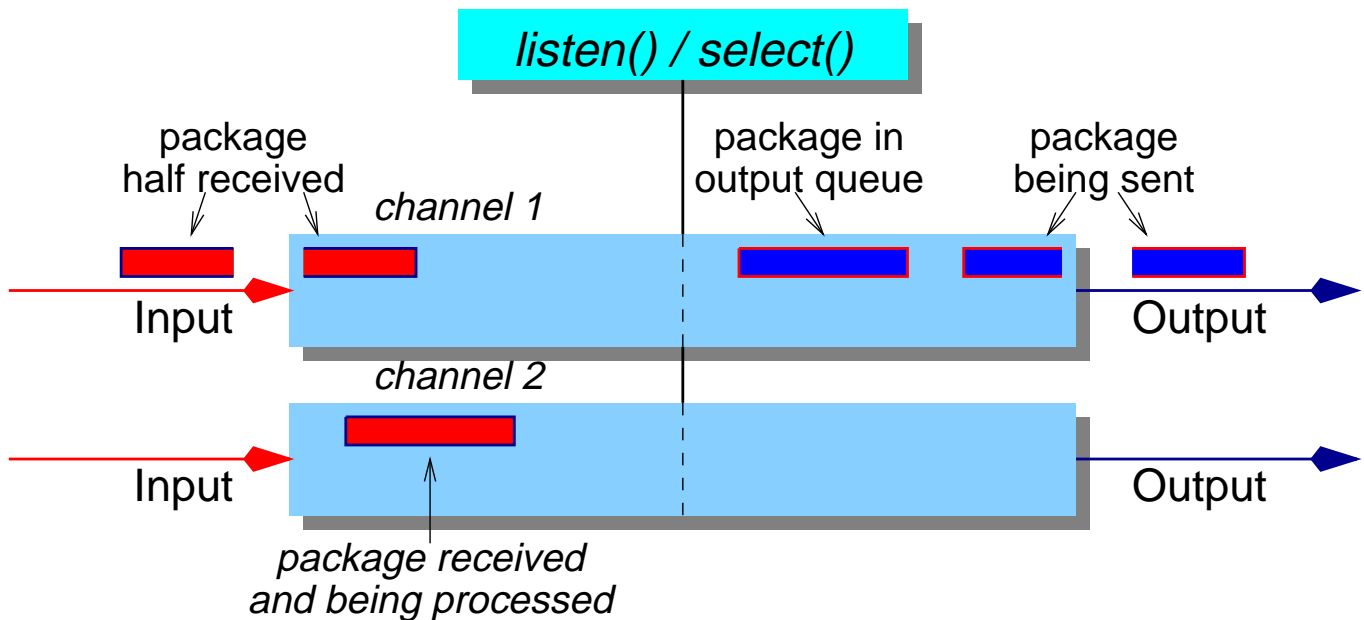 listen() / select()
package
half received
package in
output queue
package
being sent
channel 1
Input
Output
channel 2
Input
Output
package received
and being processed